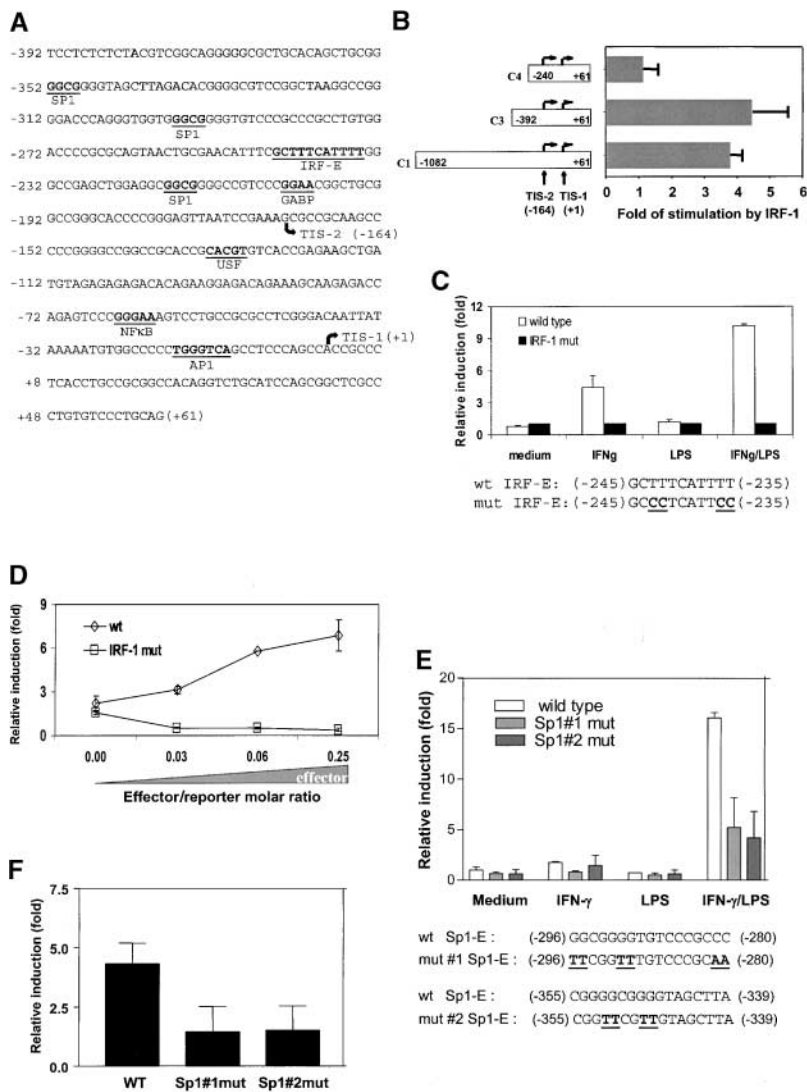 A
-392 TCCTCTCTCTACGTCGGCAGGGGGCGCTGCACAGCTGCGG
-352 GGCGGGGTAGCTTAGACACGGGGCGTCCGGCTAAGGCCGG
SP1
-312 GGACCCAGGGTGGTGGGCGGGGTGTCCCGCCCGCCTGTGG
SP1
-272 ACCCCGCGCAGTAACTGCGAACATTTCGCTTTCATTTTGG
IRF-E
-232 GCCGAGCTGGAGGCGGCGGGGCCGTCCCGGAACGGCTGCG
SP1 GABP
-192 GCCGGGCACCCCGGGAGTTAATCCGAAAGCGCCGCAAGCC
TIS-2 (-164)
-152 CCCGGGGCCGGCCGCACCGCACGTGTCACCGAGAAGCTGA
USF
-112 TGTAGAGAGAGACACAGAAGGAGACAGAAAGCAAGAGACC
-72 AGAGTCCCGGGAAAGTCCTGCCGCGCCTCGGGACAATTAT
NFκB
TIS-1 (+1)
-32 AAAAATGTGGCCCCCTGGGTCAGCCTCCCAGCCACCGCCC
AP1
+8 TCACCTGCCGCGGCCACAGGTCTGCATCCAGCGGCTCGCC
+48 CTGTGTCCCTGCAG(+61)
B
C4 -240 +61
C3 -392 +61
C1 -1082 +61
TIS-2 (-164)
TIS-1 (+1)
0 1 2 3 4 5 6
Fold of stimulation by IRF-1
C
Relative induction (fold)
12
9
6
3
0
wild type
IRF-1 mut
medium IFNg LPS IFNg/LPS
wt IRF-E: (-245)GCTTTCATTTT(-235)
mut IRF-E: (-245)GCCCTCATTCC(-235)
D
Relative induction (fold)
9
6
3
0
wt
IRF-1 mut
0.00 0.03 0.06 0.25
effector
Effector/reporter molar ratio
E
Relative induction (fold)
20
15
10
5
0
wild type
Sp1#1 mut
Sp1#2 mut
Medium IFN-γ LPS IFN-γ/LPS
wt Sp1-E : (-296) GGCGGGGTGTCCCGCCC (-280)
mut #1 Sp1-E : (-296) TTCGGTTTGTCCCGCAA (-280)
wt Sp1-E : (-355) CGGGGCGGGGTAGCTTA (-339)
mut #2 Sp1-E : (-355) CGGTTCGTTGTAGCTTA (-339)
F
Relative induction (fold)
7.5
5.0
2.5
0.0
WT Sp1#1mut Sp1#2mut